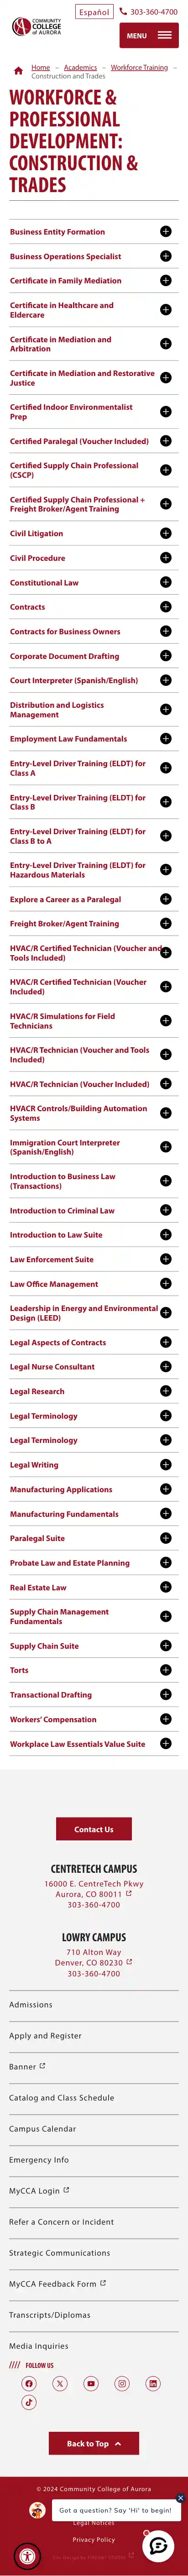 Español
303-360-4700
COMMUNITY
COLLEGE
of AURORA
MENU
Home – Academics – Workforce Training –
Construction and Trades
WORKFORCE &
PROFESSIONAL
DEVELOPMENT:
CONSTRUCTION &
TRADES
Business Entity Formation
Business Operations Specialist
Certificate in Family Mediation
Certificate in Healthcare and
Eldercare
Certificate in Mediation and
Arbitration
Certificate in Mediation and Restorative
Justice
Certified Indoor Environmentalist
Prep
Certified Paralegal (Voucher Included)
Certified Supply Chain Professional
(CSCP)
Certified Supply Chain Professional +
Freight Broker/Agent Training
Civil Litigation
Civil Procedure
Constitutional Law
Contracts
Contracts for Business Owners
Corporate Document Drafting
Court Interpreter (Spanish/English)
Distribution and Logistics
Management
Employment Law Fundamentals
Entry-Level Driver Training (ELDT) for
Class A
Entry-Level Driver Training (ELDT) for
Class B
Entry-Level Driver Training (ELDT) for
Class B to A
Entry-Level Driver Training (ELDT) for
Hazardous Materials
Explore a Career as a Paralegal
Freight Broker/Agent Training
HVAC/R Certified Technician (Voucher and
Tools Included)
HVAC/R Certified Technician (Voucher
Included)
HVAC/R Simulations for Field
Technicians
HVAC/R Technician (Voucher and Tools
Included)
HVAC/R Technician (Voucher Included)
HVACR Controls/Building Automation
Systems
Immigration Court Interpreter
(Spanish/English)
Introduction to Business Law
(Transactions)
Introduction to Criminal Law
Introduction to Law Suite
Law Enforcement Suite
Law Office Management
Leadership in Energy and Environmental
Design (LEED)
Legal Aspects of Contracts
Legal Nurse Consultant
Legal Research
Legal Terminology
Legal Terminology
Legal Writing
Manufacturing Applications
Manufacturing Fundamentals
Paralegal Suite
Probate Law and Estate Planning
Real Estate Law
Supply Chain Management
Fundamentals
Supply Chain Suite
Torts
Transactional Drafting
Workers' Compensation
Workplace Law Essentials Value Suite
Contact Us
CENTRETECH CAMPUS
16000 E. CentreTech Pkwy
Aurora, CO 80011
303-360-4700
LOWRY CAMPUS
710 Alton Way
Denver, CO 80230
303-360-4700
Admissions
Apply and Register
Banner
Catalog and Class Schedule
Campus Calendar
Emergency Info
MyCCA Login
Refer a Concern or Incident
Strategic Communications
MyCCA Feedback Form
Transcripts/Diplomas
Media Inquiries
//// FOLLOW US
Back to Top
© 2024 Community College of Aurora
Got a question? Say 'Hi' to begin!
Legal Notices
Privacy Policy